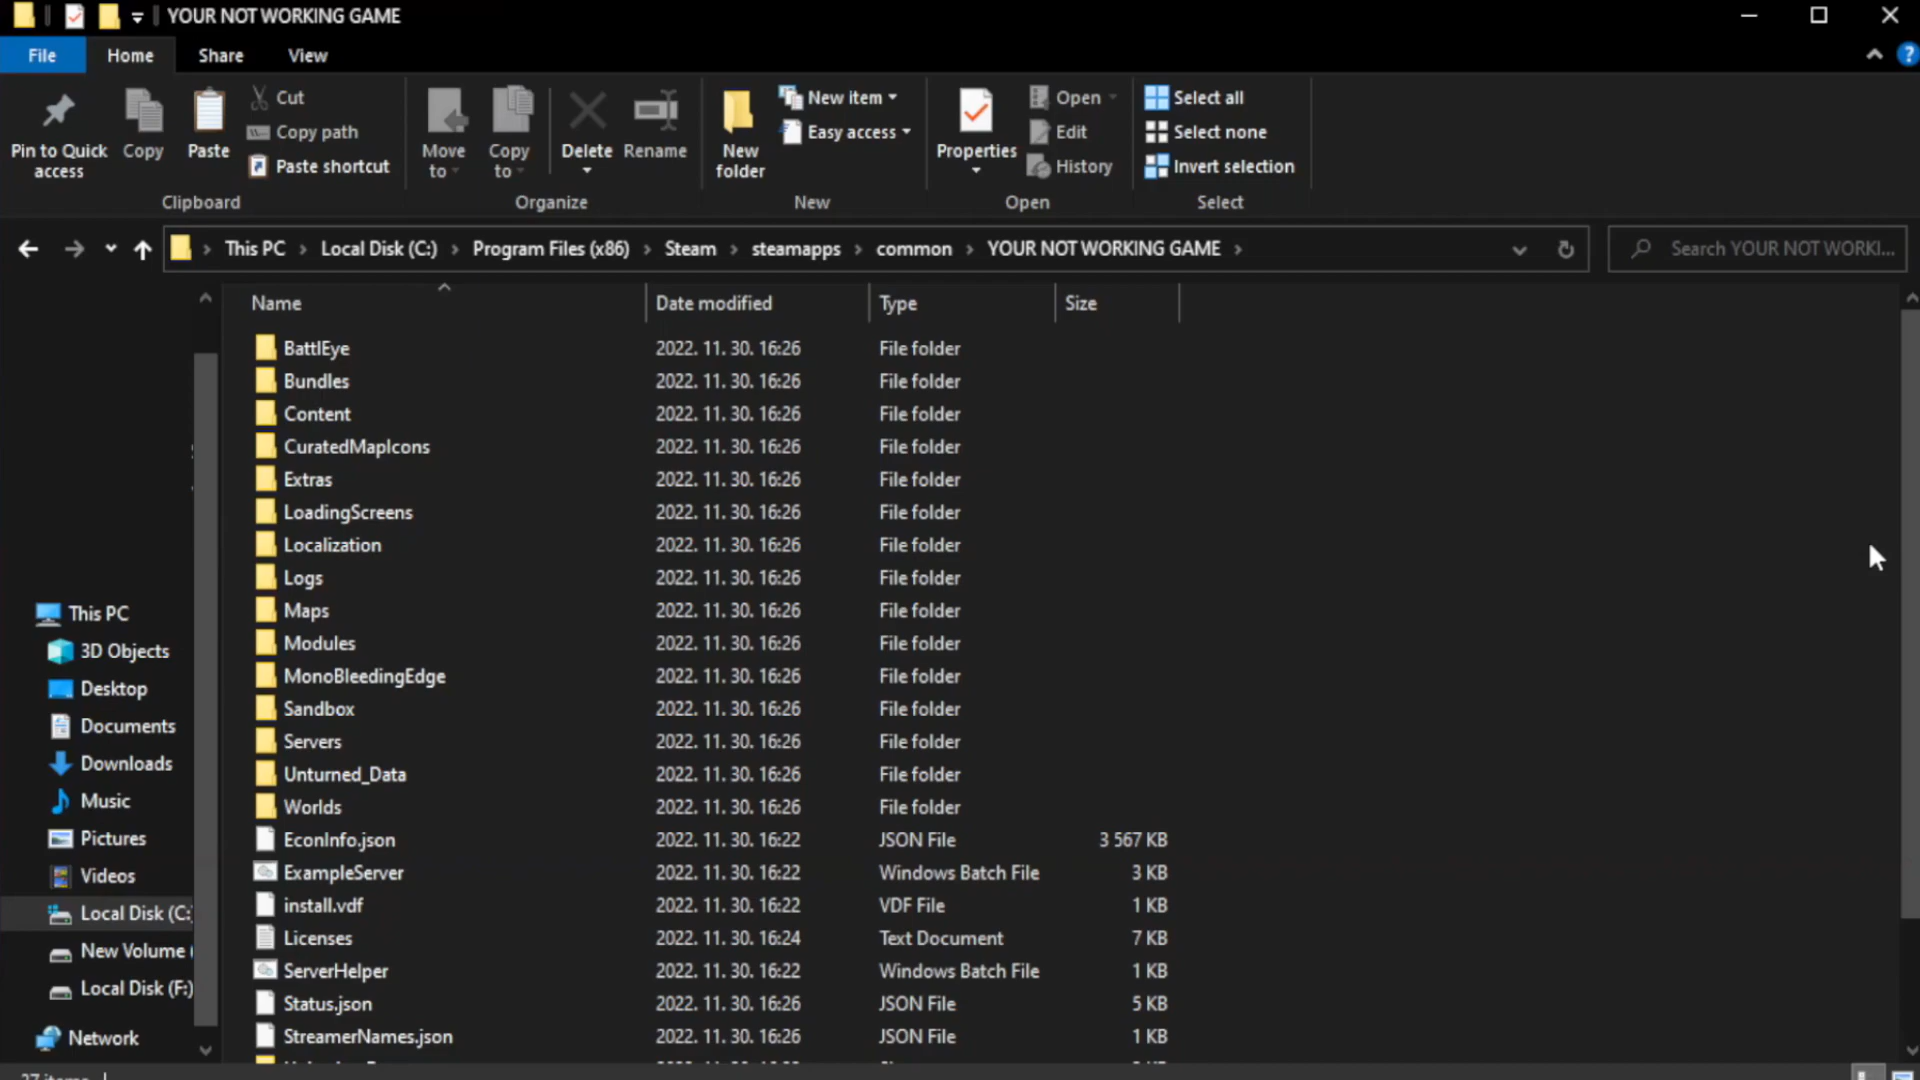 YOUR NOT WORKING GAME
File Home Share View
Pin to Quick access
Copy
Paste
Cut
Copy path
Paste shortcut
Clipboard
Move to
Copy to
Delete
Rename
Organize
New folder
New item
Easy access
New
Properties
Open
Edit
History
Open
Select all
Select none
Invert selection
Select
This PC Local Disk (C:) Program Files (x86) Steam steamapps common YOUR NOT WORKING GAME
Search YOUR NOT WORKI...
Name Date modified Type Size
BattlEye 2022. 11. 30. 16:26 File folder
Bundles 2022. 11. 30. 16:26 File folder
Content 2022. 11. 30. 16:26 File folder
CuratedMapIcons 2022. 11. 30. 16:26 File folder
Extras 2022. 11. 30. 16:26 File folder
LoadingScreens 2022. 11. 30. 16:26 File folder
Localization 2022. 11. 30. 16:26 File folder
Logs 2022. 11. 30. 16:26 File folder
Maps 2022. 11. 30. 16:26 File folder
Modules 2022. 11. 30. 16:26 File folder
MonoBleedingEdge 2022. 11. 30. 16:26 File folder
Sandbox 2022. 11. 30. 16:26 File folder
Servers 2022. 11. 30. 16:26 File folder
Unturned_Data 2022. 11. 30. 16:26 File folder
Worlds 2022. 11. 30. 16:26 File folder
EconInfo.json 2022. 11. 30. 16:22 JSON File 3 567 KB
ExampleServer 2022. 11. 30. 16:22 Windows Batch File 3 KB
install.vdf 2022. 11. 30. 16:22 VDF File 1 KB
Licenses 2022. 11. 30. 16:24 Text Document 7 KB
ServerHelper 2022. 11. 30. 16:22 Windows Batch File 1 KB
Status.json 2022. 11. 30. 16:26 JSON File 5 KB
StreamerNames.json 2022. 11. 30. 16:26 JSON File 1 KB
This PC
3D Objects
Desktop
Documents
Downloads
Music
Pictures
Videos
Local Disk (C:)
New Volume (
Local Disk (F:)
Network